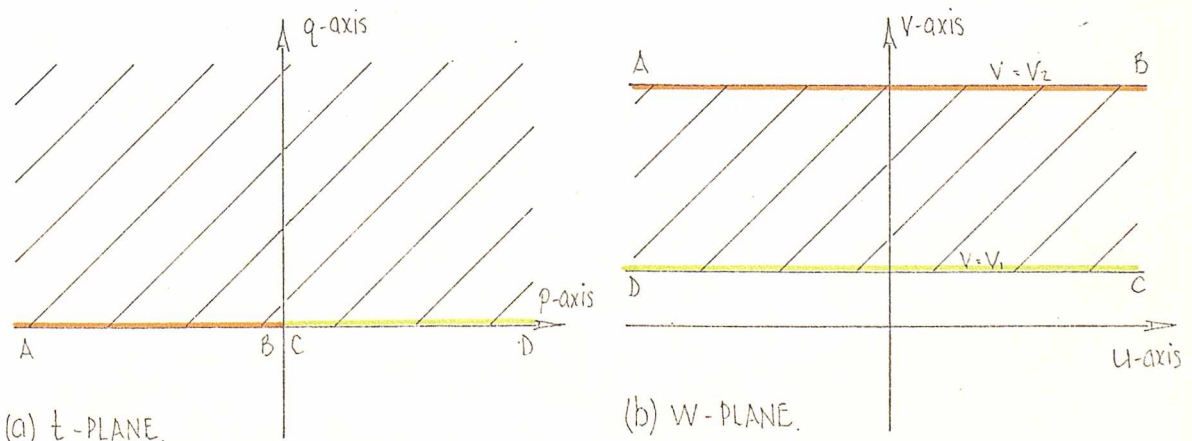 q-axis
A B C D
p-axis
(a) t-PLANE.
V-axis
A V = V₂ B
D V = V₁ C
U-axis
(b) W-PLANE.